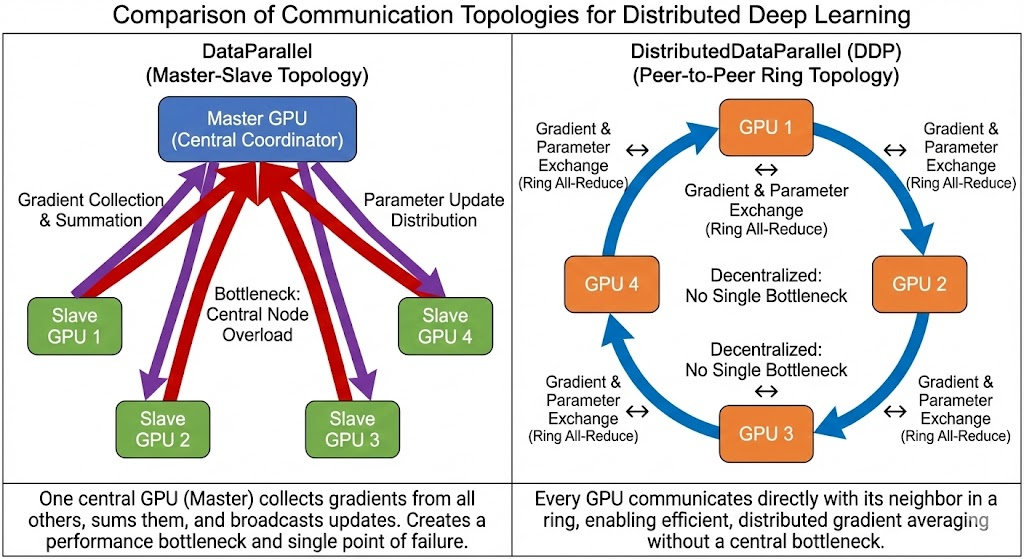 Comparison of Communication Topologies for Distributed Deep Learning
DataParallel
(Master-Slave Topology)
Master GPU
(Central Coordinator)
Gradient Collection
& Summation
Parameter Update
Distribution
Bottleneck:
Central Node
Overload
Slave
GPU 1
Slave
GPU 2
Slave
GPU 3
Slave
GPU 4
One central GPU (Master) collects gradients from all
others, sums them, and broadcasts updates. Creates a
performance bottleneck and single point of failure.
DistributedDataParallel (DDP)
(Peer-to-Peer Ring Topology)
GPU 1
Gradient &
Parameter
Exchange
(Ring All-Reduce)
Gradient &
Parameter
Exchange
(Ring All-Reduce)
Gradient & Parameter
Exchange
(Ring All-Reduce)
GPU 4
Decentralized:
No Single Bottleneck
GPU 2
Decentralized:
No Single Bottleneck
Gradient &
Parameter
Exchange
(Ring All-Reduce)
GPU 3
Gradient &
Parameter
Exchange
(Ring All-Reduce)
Every GPU communicates directly with its neighbor in a
ring, enabling efficient, distributed gradient averaging
without a central bottleneck.